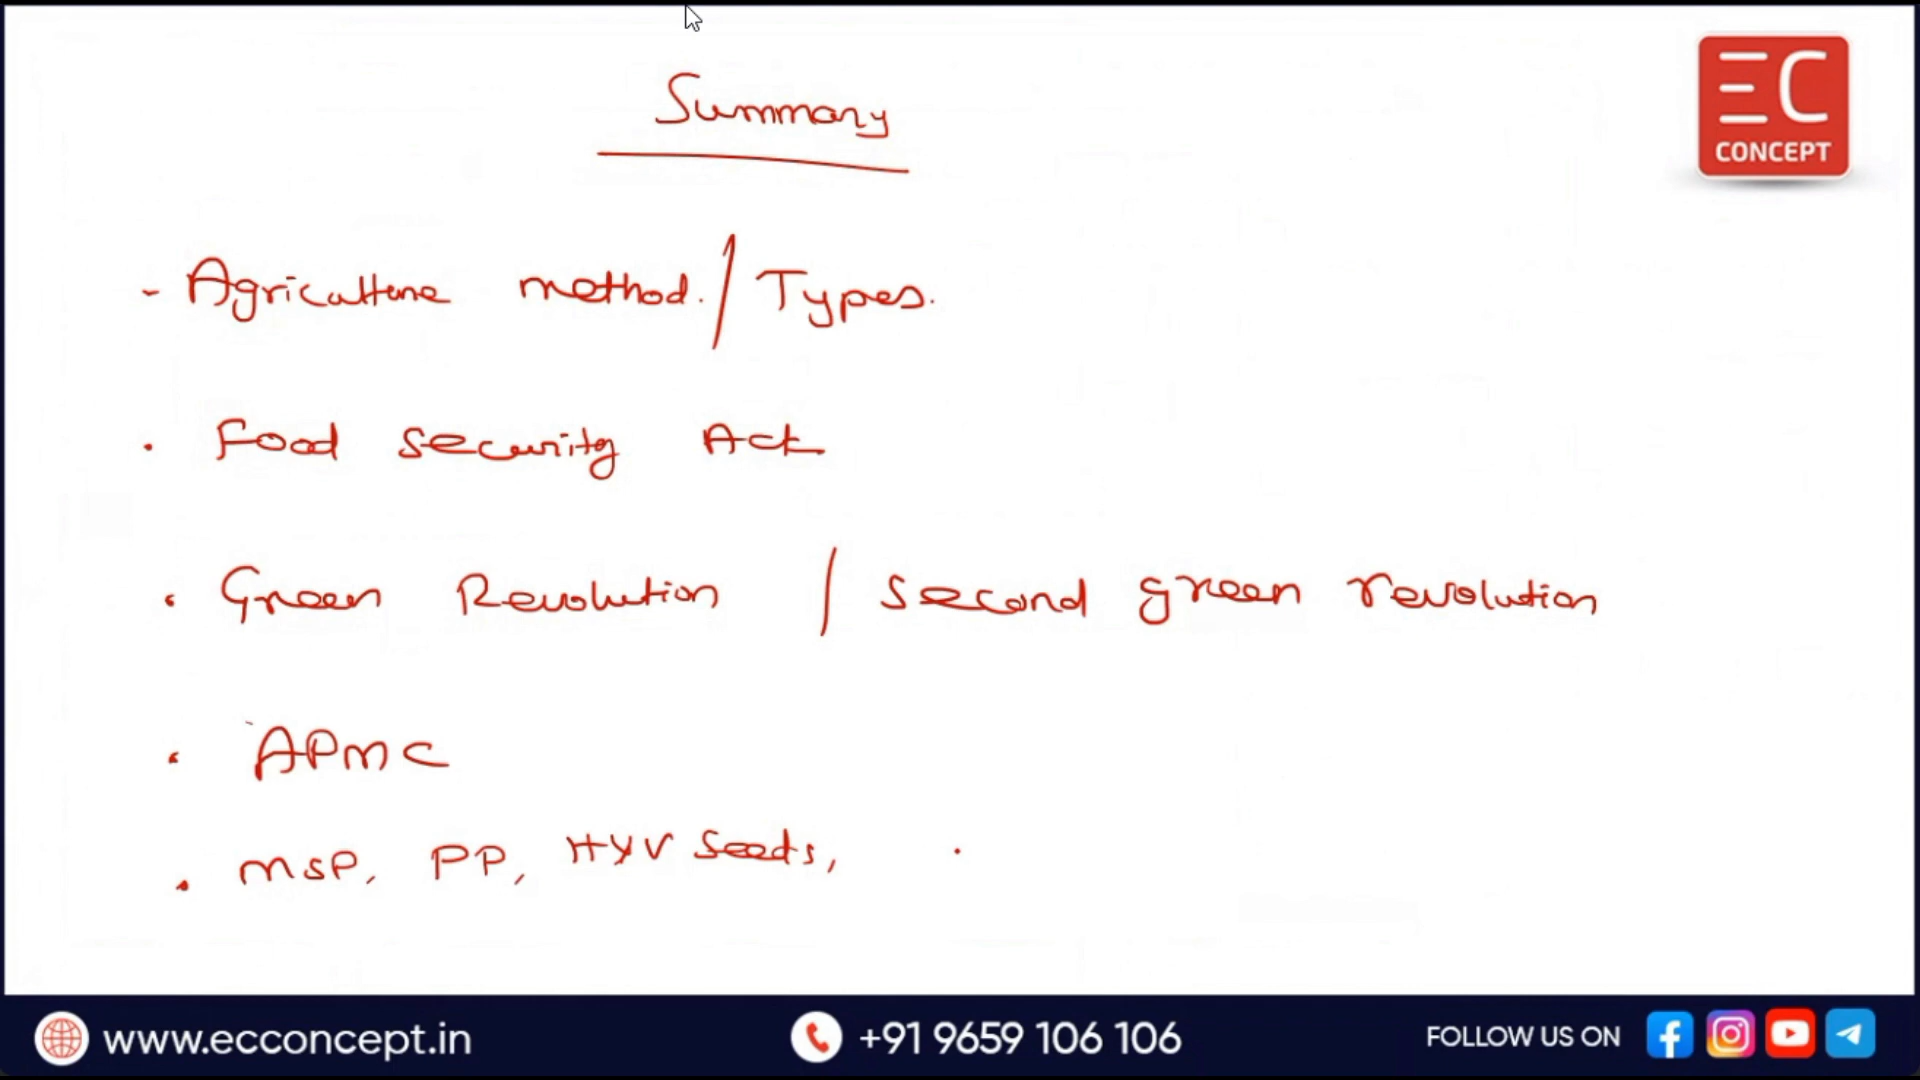 Summary
EC
CONCEPT
- Agriculture method. / Types.
. Food security Act
. Green Revolution / Second green revolution
. APMC
. MSP, PP, HYV Seeds, .
www.ecconcept.in
+91 9659 106 106
FOLLOW US ON